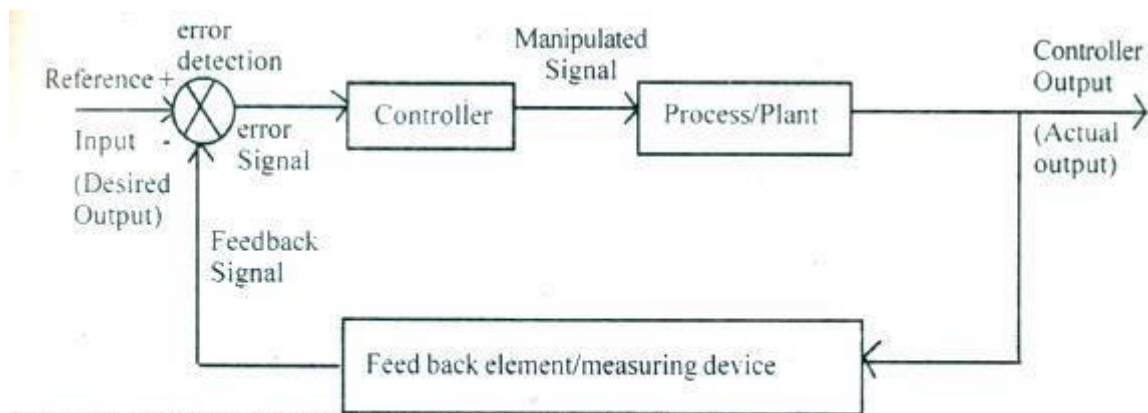 error
detection
Reference +
Input -
(Desired
Output)
error
Signal
Controller
Manipulated
Signal
Process/Plant
Controller
Output
(Actual
output)
Feedback
Signal
Feed back element/measuring device